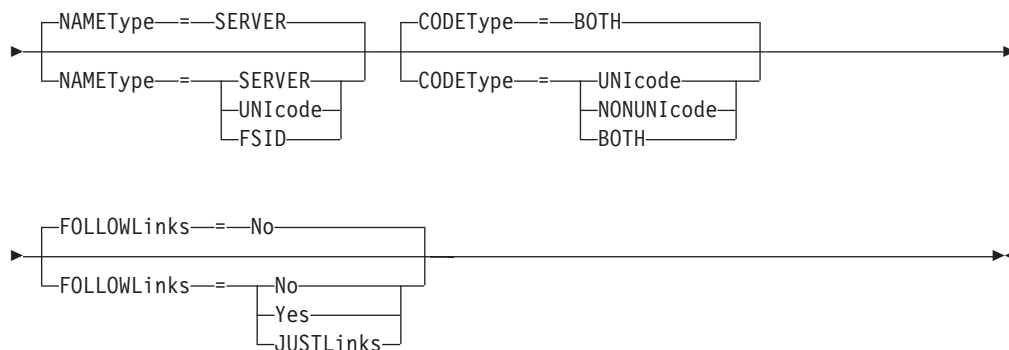 NAMEType = SERVER
CODEType = BOTH
NAMEType = SERVER
UNIcode
FSID
CODEType = UNIcode
NONUNIcode
BOTH
FOLLOWLinks = No
FOLLOWLinks = No
Yes
JUSTLinks